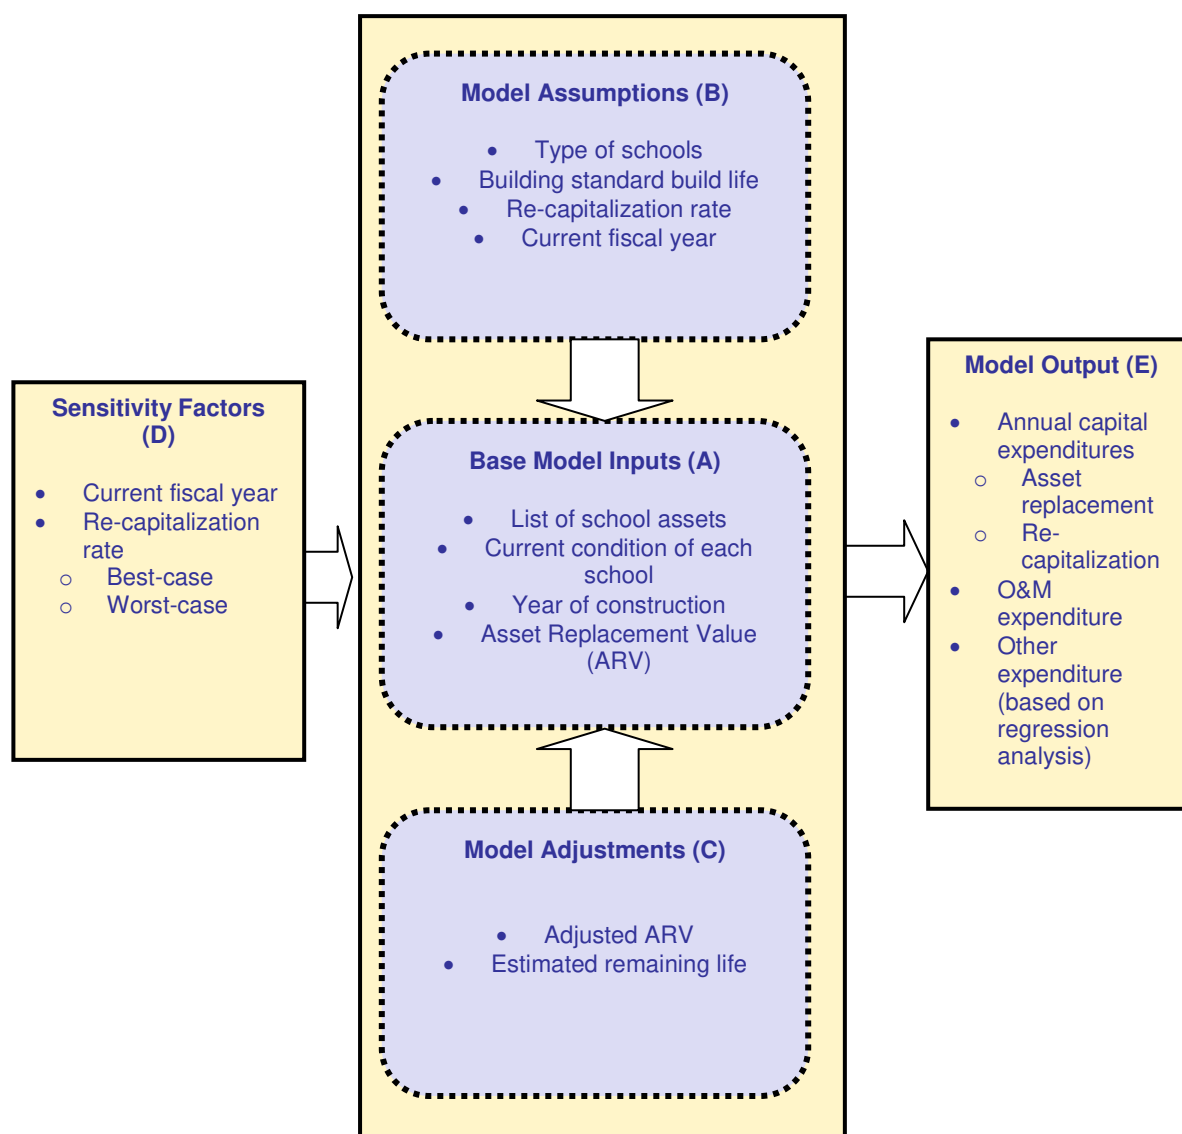 Model Assumptions (B)
• Type of schools
• Building standard build life
• Re-capitalization rate
• Current fiscal year
Sensitivity Factors
(D)
• Current fiscal year
• Re-capitalization
rate
o Best-case
o Worst-case
Base Model Inputs (A)
• List of school assets
• Current condition of each
school
• Year of construction
• Asset Replacement Value
(ARV)
Model Adjustments (C)
• Adjusted ARV
• Estimated remaining life
Model Output (E)
• Annual capital
expenditures
o Asset
replacement
o Re-
capitalization
• O&M
expenditure
• Other
expenditure
(based on
regression
analysis)